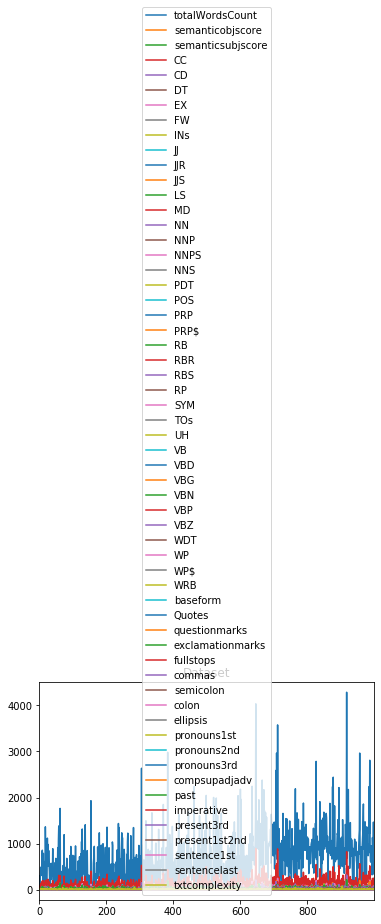 totalWordsCount
semanticobjscore
semanticsubjscore
CC
CD
DT
EX
FW
INs
JJ
JJR
JJS
LS
MD
NN
NNP
NNPS
NNS
PDT
POS
PRP
PRP$
RB
RBR
RBS
RP
SYM
TOs
UH
VB
VBD
VBG
VBN
VBP
VBZ
WDT
WP
WP$
WRB
baseform
Quotes
questionmarks
exclamationmarks
fullstops
commas
Dataset
semicolon
colon
ellipsis
pronouns1st
pronouns2nd
pronouns3rd
compsupadjadv
past
imperative
present3rd
present1st2nd
sentence1st
sentencelast
txtcomplexity
4000
3000
2000
1000
0
0 200 400 600 800